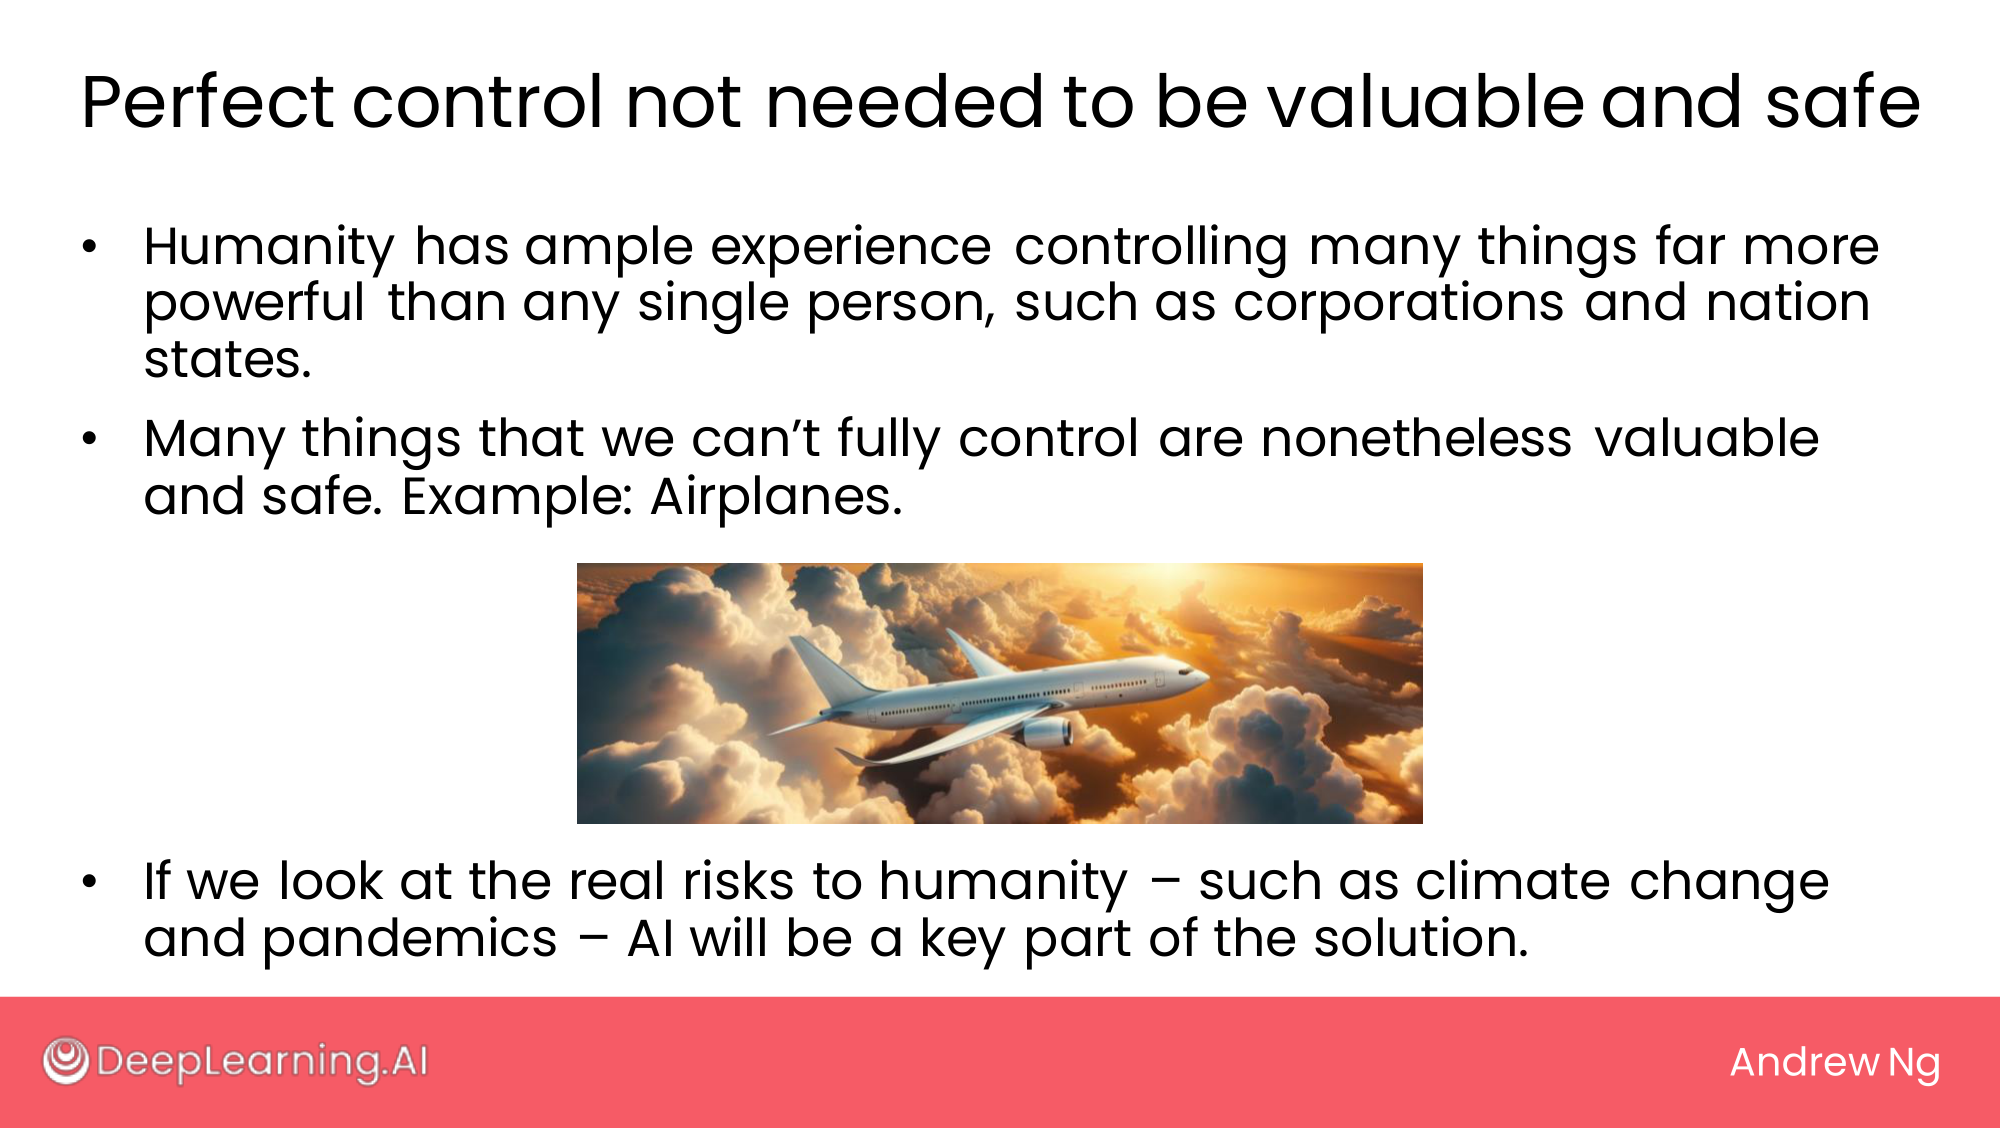 Perfect control not needed to be valuable and safe
• Humanity has ample experience controlling many things far more
powerful than any single person, such as corporations and nation
states.
• Many things that we can’t fully control are nonetheless valuable
and safe. Example: Airplanes.
• If we look at the real risks to humanity – such as climate change
and pandemics – AI will be a key part of the solution.
DeepLearning.AI
Andrew Ng